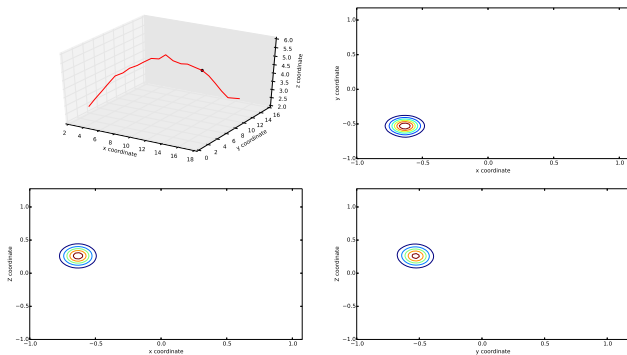 6.0
5.5
5.0
4.5
4.0
3.5
3.0
2.5
2.0
z coordinate
2 4 6 8 10 12 14 16 18
x coordinate
0 2 4 6 8 10 12 14 16
y coordinate
1.0
0.5
0.0
−0.5
−1.0
y coordinate
−1.0 −0.5 0.0 0.5 1.0
x coordinate
1.0
0.5
0.0
−0.5
−1.0
Z coordinate
−1.0 −0.5 0.0 0.5 1.0
x coordinate
1.0
0.5
0.0
−0.5
−1.0
Z coordinate
−1.0 −0.5 0.0 0.5 1.0
y coordinate